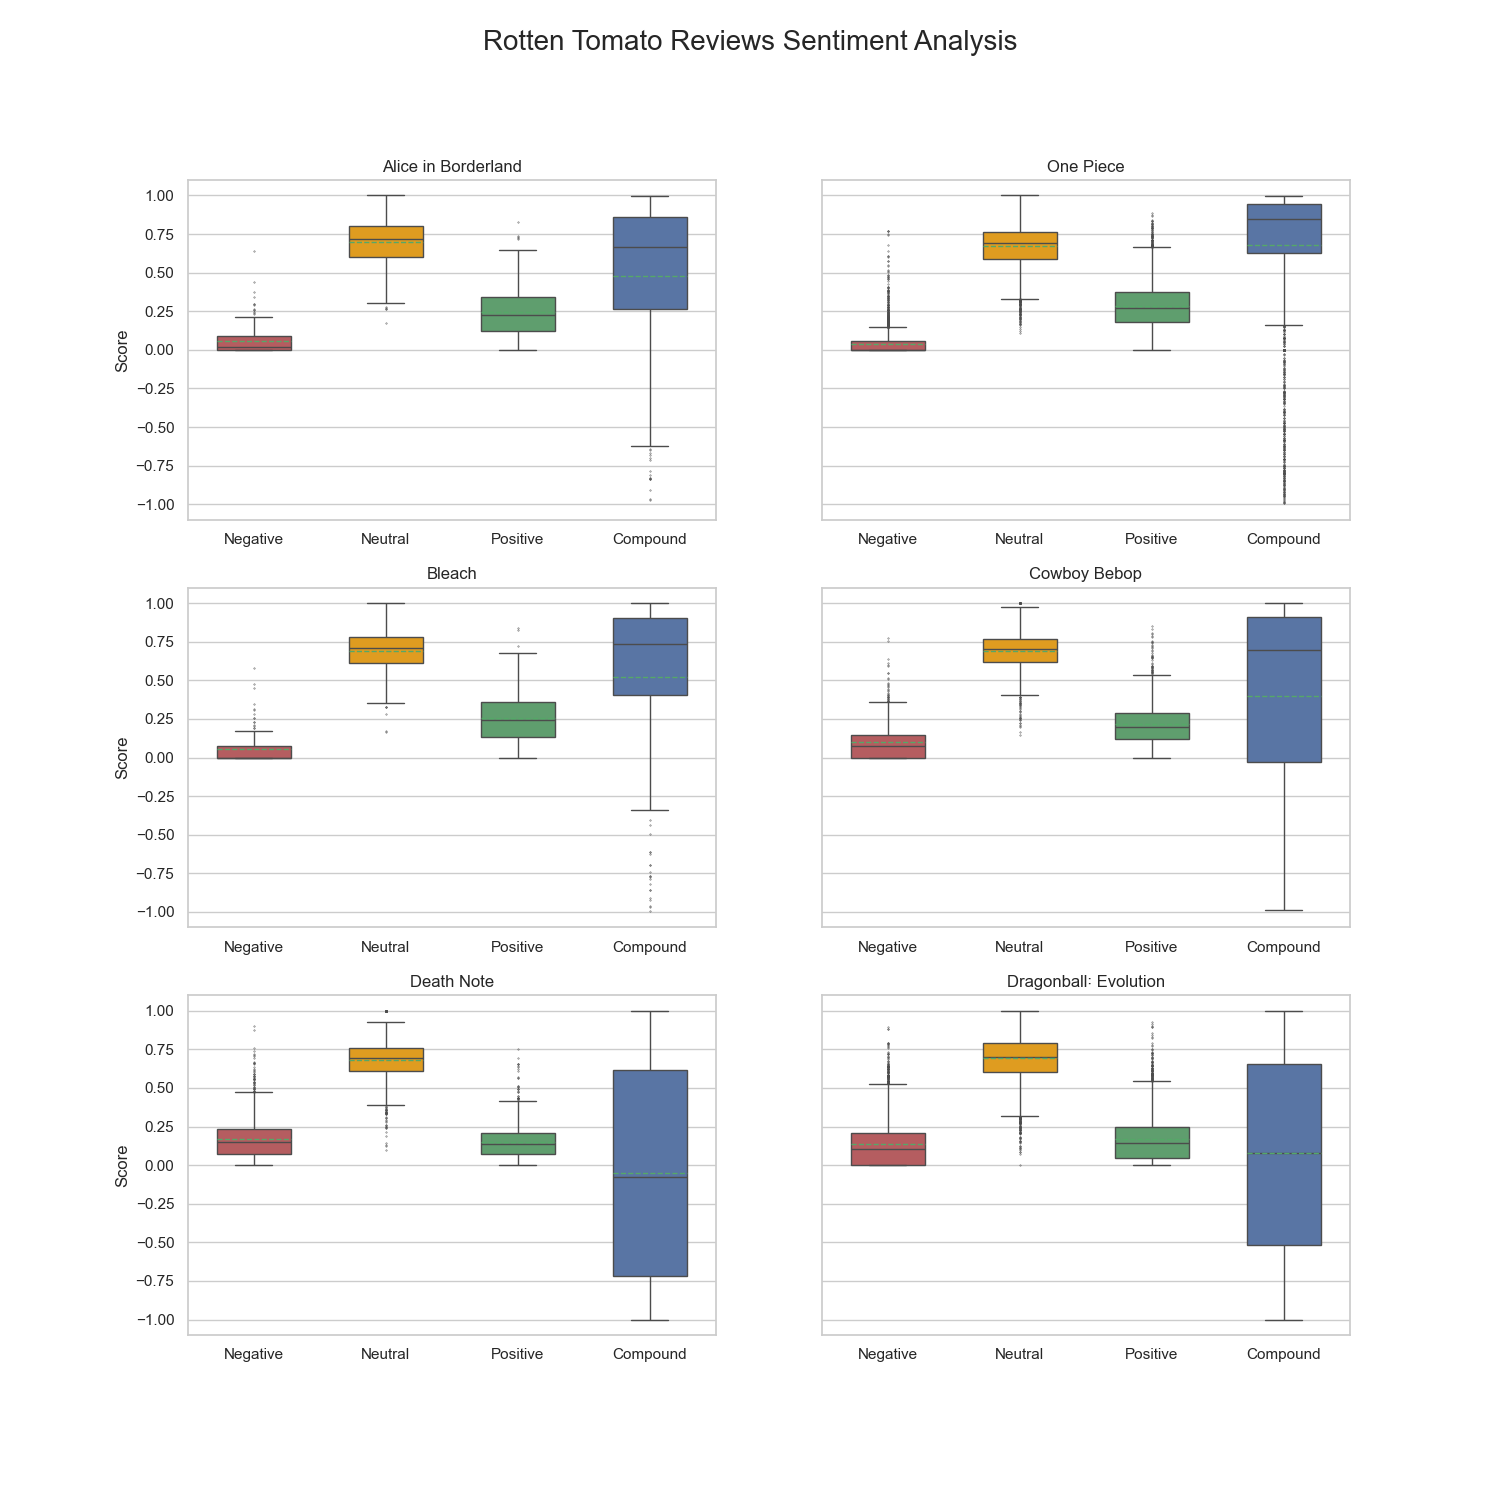 Rotten Tomato Reviews Sentiment Analysis
Alice in Borderland
1.00
0.75
0.50
0.25
0.00
−0.25
−0.50
−0.75
−1.00
Score
Negative Neutral Positive Compound
One Piece
Negative Neutral Positive Compound
Bleach
1.00
0.75
0.50
0.25
0.00
−0.25
−0.50
−0.75
−1.00
Score
Negative Neutral Positive Compound
Cowboy Bebop
Negative Neutral Positive Compound
Death Note
1.00
0.75
0.50
0.25
0.00
−0.25
−0.50
−0.75
−1.00
Score
Negative Neutral Positive Compound
Dragonball: Evolution
Negative Neutral Positive Compound